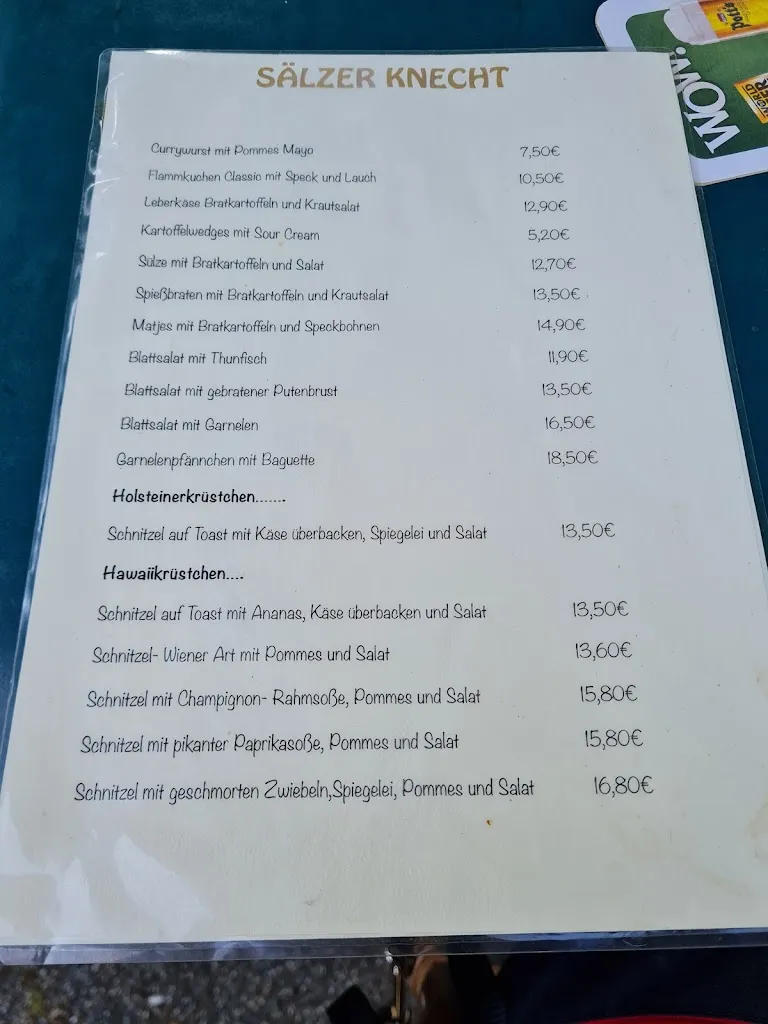 SÄLZER KNECHT
Currywurst mit Pommes Mayo 7,50€
Flammkuchen Classic mit Speck und Lauch 10,50€
Leberkäse Bratkartoffeln und Krautsalat 12,90€
Kartoffelwedges mit Sour Cream 5,20€
Sülze mit Bratkartoffeln und Salat 12,70€
Spießbraten mit Bratkartoffeln und Krautsalat 13,50€
Matjes mit Bratkartoffeln und Speckbohnen 14,90€
Blattsalat mit Thunfisch 11,90€
Blattsalat mit gebratener Putenbrust 13,50€
Blattsalat mit Garnelen 16,50€
Garnelenpfännchen mit Baguette 18,50€
Holsteinerkrüstchen.......
Schnitzel auf Toast mit Käse überbacken, Spiegelei und Salat 13,50€
Hawaiikrüstchen....
Schnitzel auf Toast mit Ananas, Käse überbacken und Salat 13,50€
Schnitzel- Wiener Art mit Pommes und Salat 13,60€
Schnitzel mit Champignon- Rahmsoße, Pommes und Salat 15,80€
Schnitzel mit pikanter Paprikasoße, Pommes und Salat 15,80€
Schnitzel mit geschmorten Zwiebeln,Spiegelei, Pommes und Salat 16,80€
WOW.
Pott's